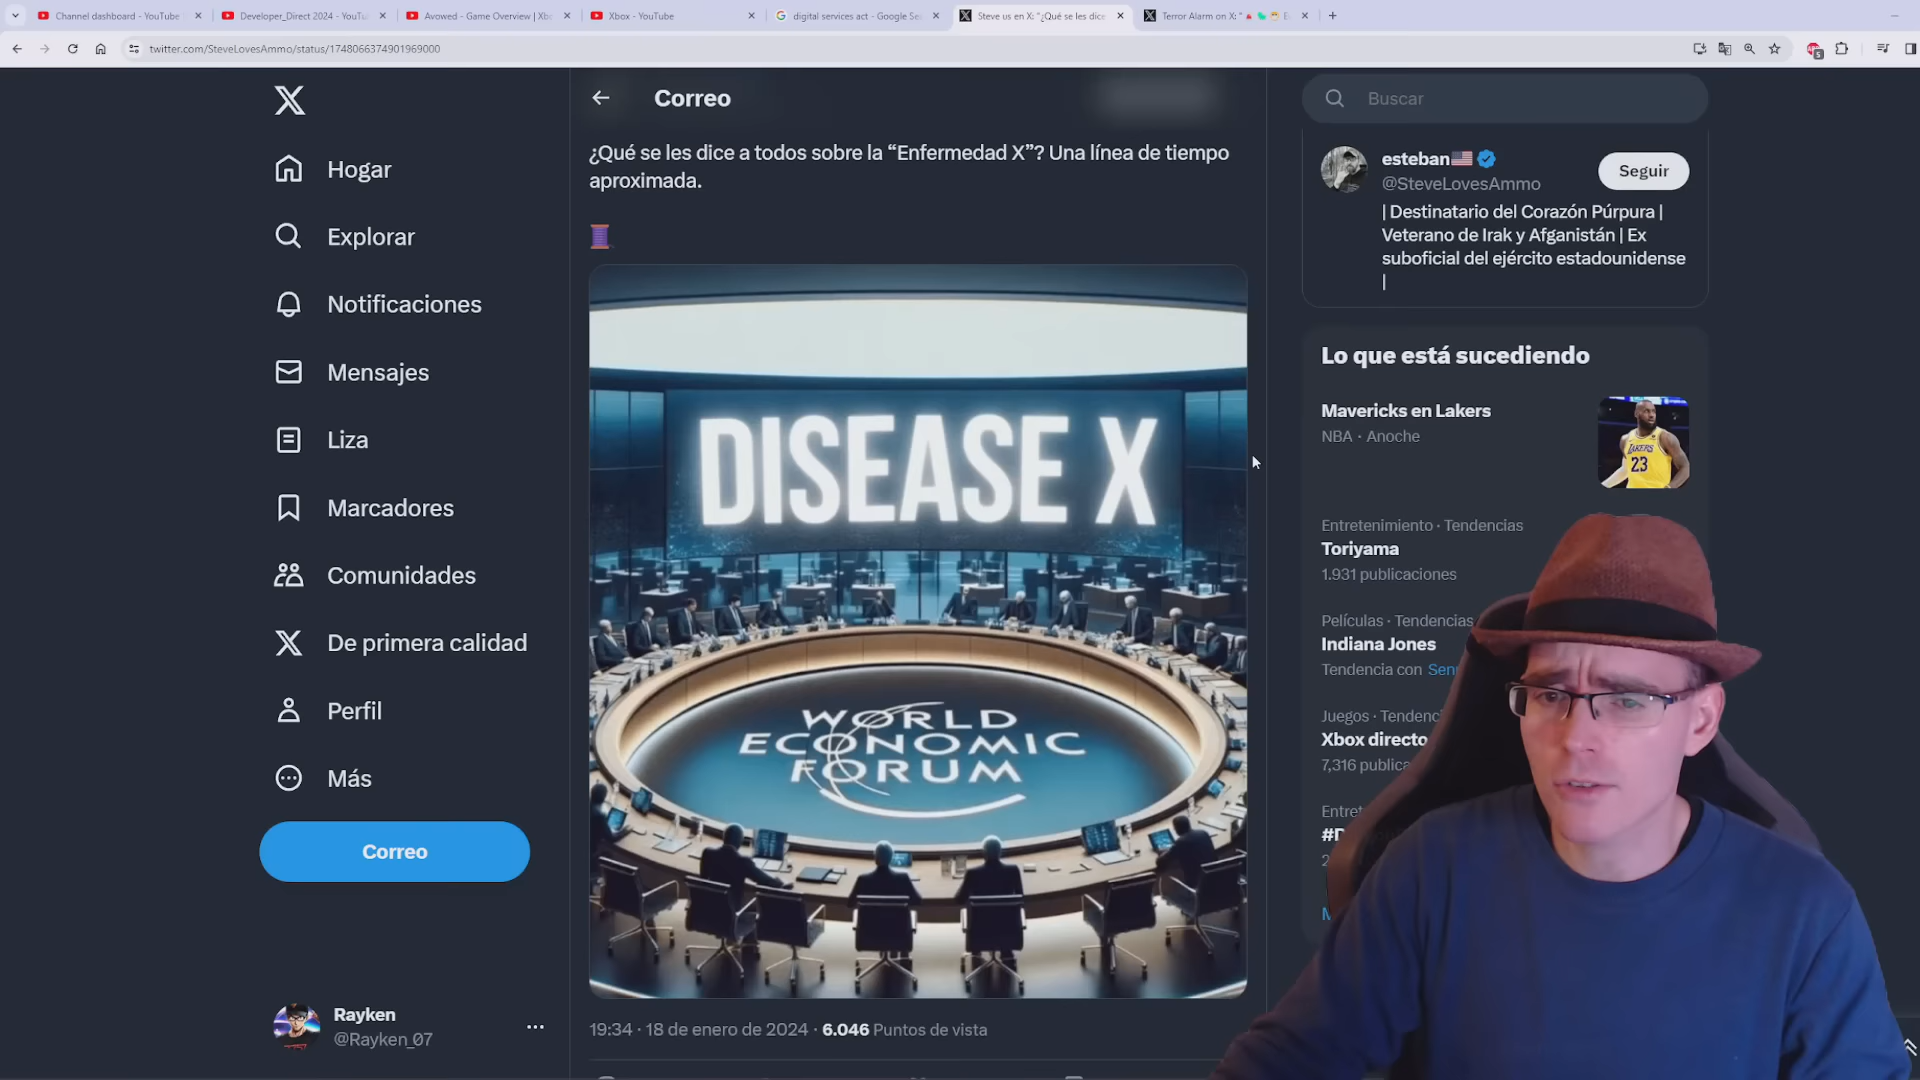 Channel dashboard - YouTube
Developer_Direct 2024 - YouTu
Avowed - Game Overview | Xb
Xbox - YouTube
digital services act - Google Se
Steve us en X: "¿Qué se les dice
Terror Alarm on X: "
twitter.com/SteveLovesAmmo/status/1748066374901969000
5
Hogar
Explorar
Notificaciones
Mensajes
Liza
Marcadores
Comunidades
De primera calidad
Perfil
Más
Correo
Rayken
@Rayken_07
Correo
¿Qué se les dice a todos sobre la “Enfermedad X”? Una línea de tiempo
aproximada.
DISEASE X
WORLD
ECONOMIC
FORUM
19:34 · 18 de enero de 2024 · 6.046 Puntos de vista
Buscar
esteban
@SteveLovesAmmo
Seguir
| Destinatario del Corazón Púrpura |
Veterano de Irak y Afganistán | Ex
suboficial del ejército estadounidense
|
Lo que está sucediendo
Mavericks en Lakers
NBA · Anoche
LAKERS
23
Entretenimiento · Tendencias
Toriyama
1.931 publicaciones
Películas · Tendencias
Indiana Jones
Tendencia con
Juegos ·
Xbox directo
7,316